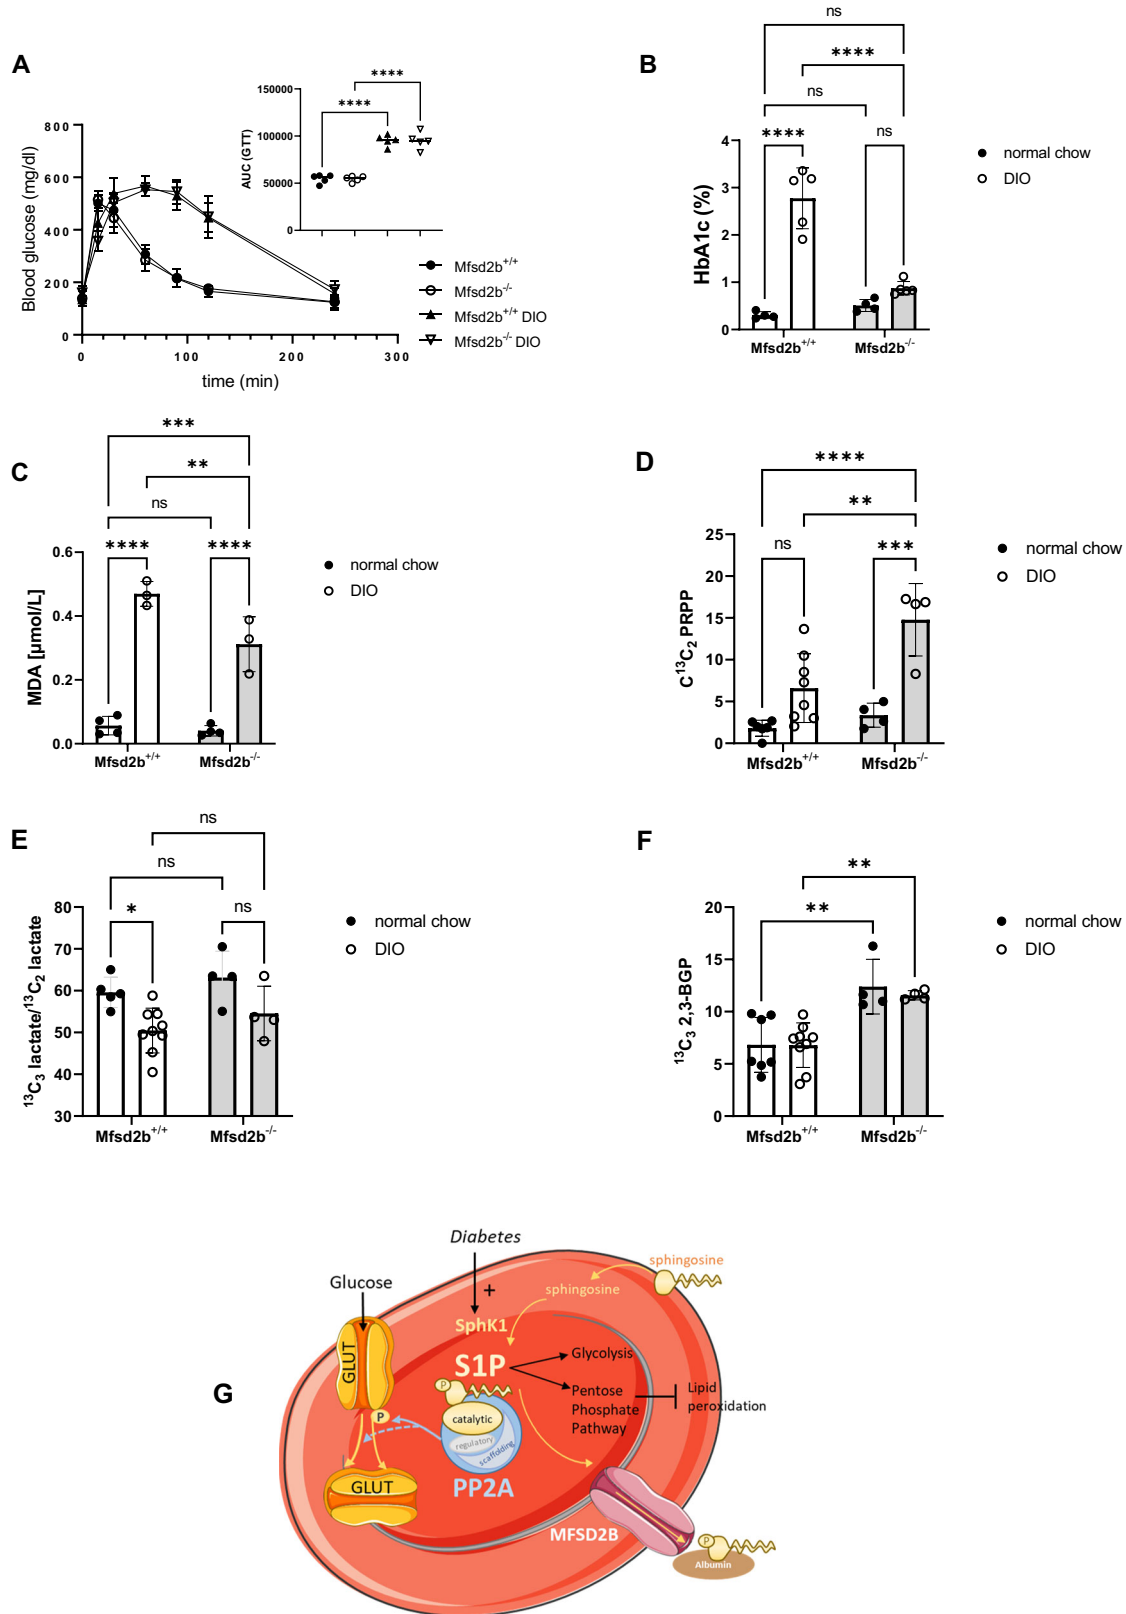 A
AUC (GTT)
150000
100000
50000
0
****
****
Blood glucose (mg/dl)
800
600
400
200
0
0
100
200
300
time (min)
Mfsd2b+/+
Mfsd2b-/-
Mfsd2b+/+ DIO
Mfsd2b-/- DIO
B
ns
****
ns
****
ns
HbA1c (%)
4
3
2
1
0
Mfsd2b+/+
Mfsd2b-/-
normal chow
DIO
C
***
**
ns
****
****
MDA [µmol/L]
0.6
0.4
0.2
0.0
Mfsd2b+/+
Mfsd2b-/-
normal chow
DIO
D
****
**
ns
***
C13C2 PRPP
25
20
15
10
5
0
Mfsd2b+/+
Mfsd2b-/-
normal chow
DIO
E
ns
ns
*
ns
13C3 lactate/13C2 lactate
80
70
60
50
40
30
Mfsd2b+/+
Mfsd2b-/-
normal chow
DIO
F
**
**
13C3 2,3-BGP
20
15
10
5
0
Mfsd2b+/+
Mfsd2b-/-
normal chow
DIO
G
Diabetes
+
Glucose
sphingosine
sphingosine
SphK1
S1P
GLUT
P
P
catalytic
regulatory
scaffolding
PP2A
GLUT
Glycolysis
Pentose
Phosphate
Pathway
Lipid
peroxidation
MFSD2B
P
Albumin